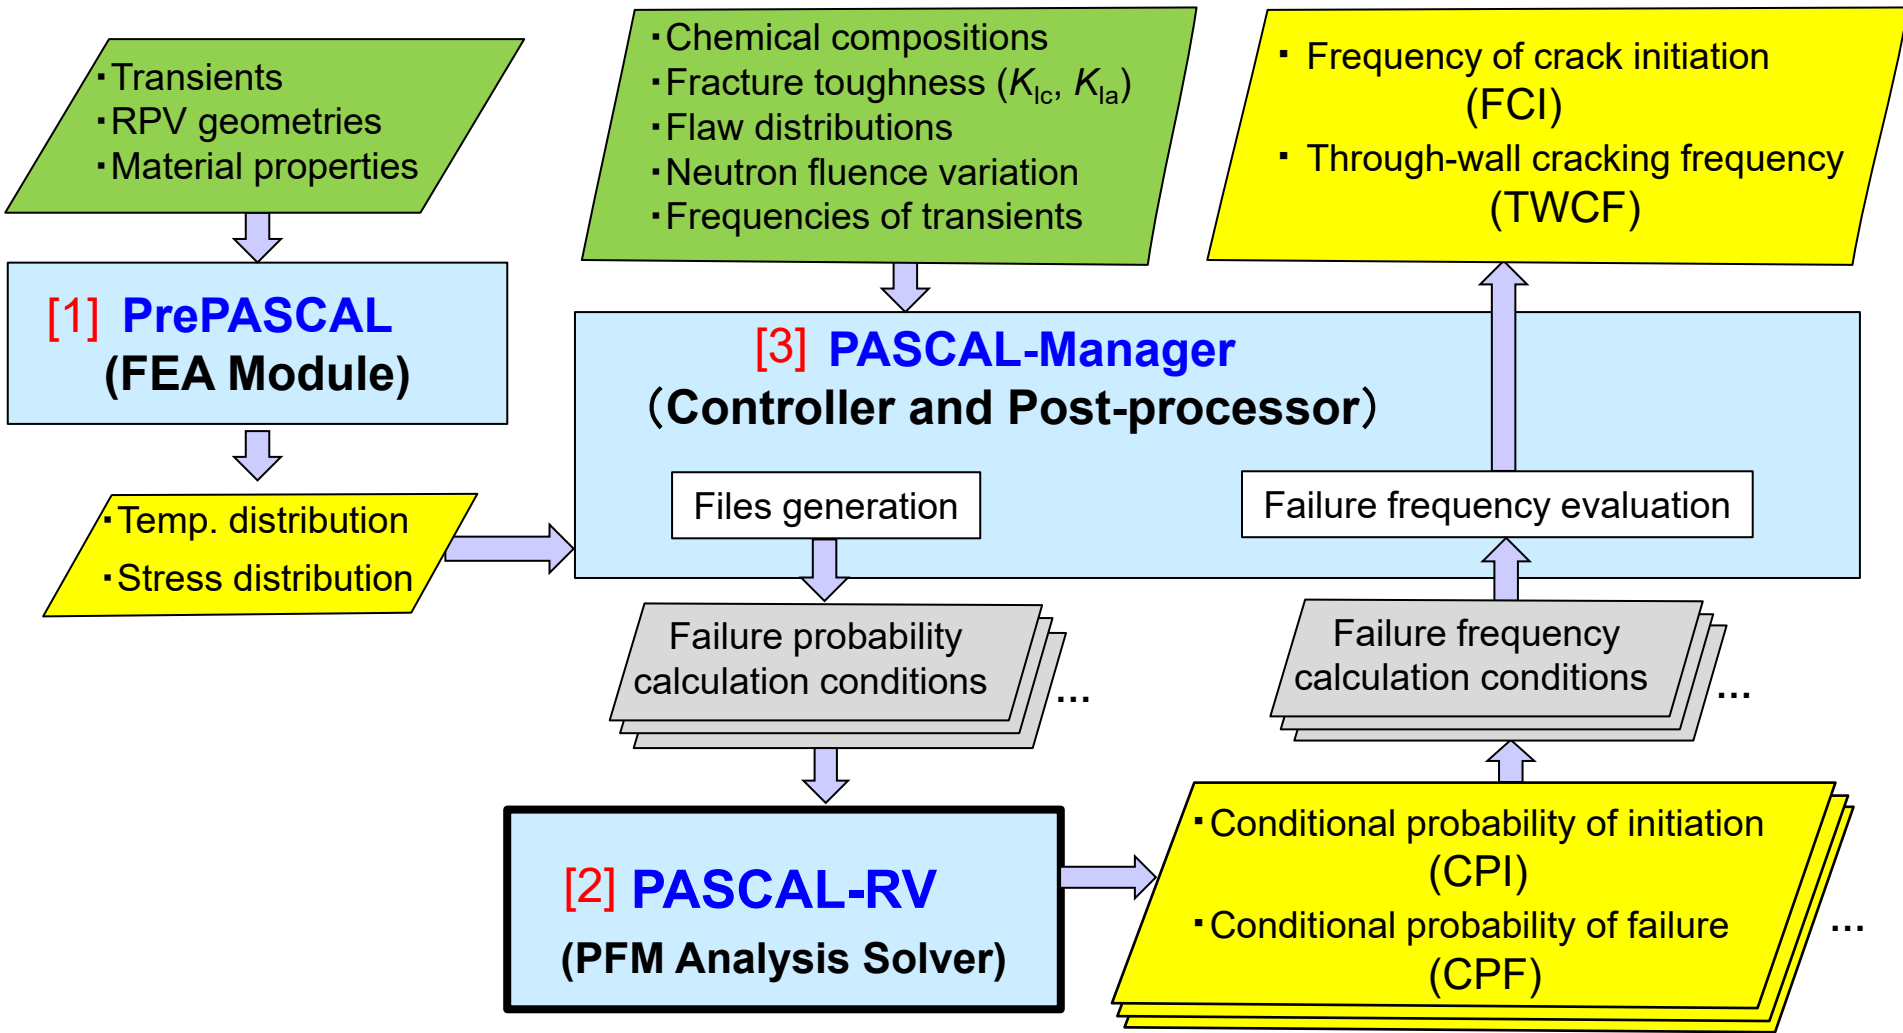 ・Transients
・RPV geometries
・Material properties
・Chemical compositions
・Fracture toughness (KIc, KIa)
・Flaw distributions
・Neutron fluence variation
・Frequencies of transients
・ Frequency of crack initiation
(FCI)
・ Through-wall cracking frequency
(TWCF)
[1] PrePASCAL
(FEA Module)
[3] PASCAL-Manager
（Controller and Post-processor）
Files generation
Failure frequency evaluation
・Temp. distribution
・Stress distribution
Failure probability
calculation conditions
...
Failure frequency
calculation conditions
...
[2] PASCAL-RV
(PFM Analysis Solver)
・Conditional probability of initiation
(CPI)
・Conditional probability of failure
(CPF)
...